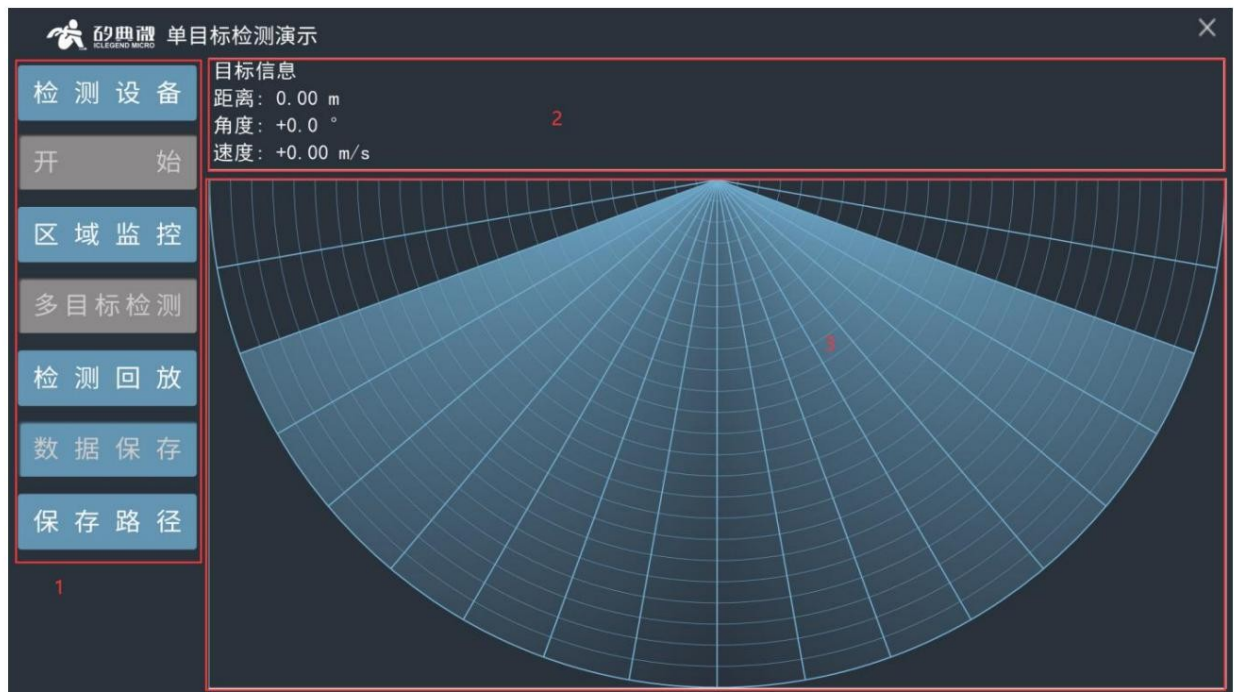 矽典微 单目标检测演示
ICLEGEND MICRO
检测设备
开始
区域监控
多目标检测
检测回放
数据保存
保存路径
1
目标信息
距离: 0.00 m
角度: +0.0 °
速度: +0.00 m/s
2
3